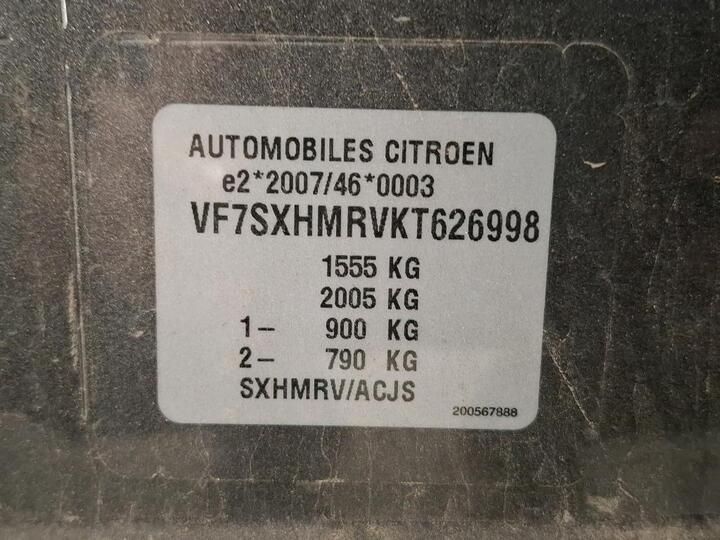 AUTOMOBILES CITROEN
e2*2007/46*0003
VF7SXHMRVKT626998
1555 KG
2005 KG
1- 900 KG
2- 790 KG
SXHMRV/ACJS
200567888